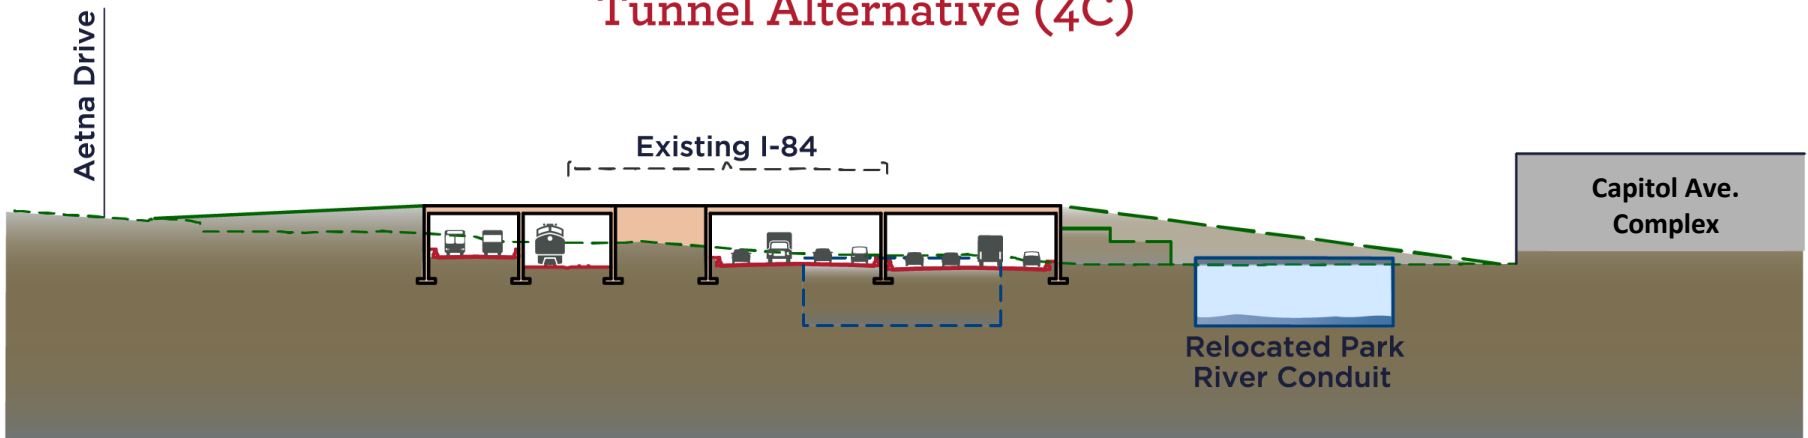 Tunnel Alternative (4C)
Aetna Drive
Existing I-84
Capitol Ave.
Complex
Relocated Park
River Conduit